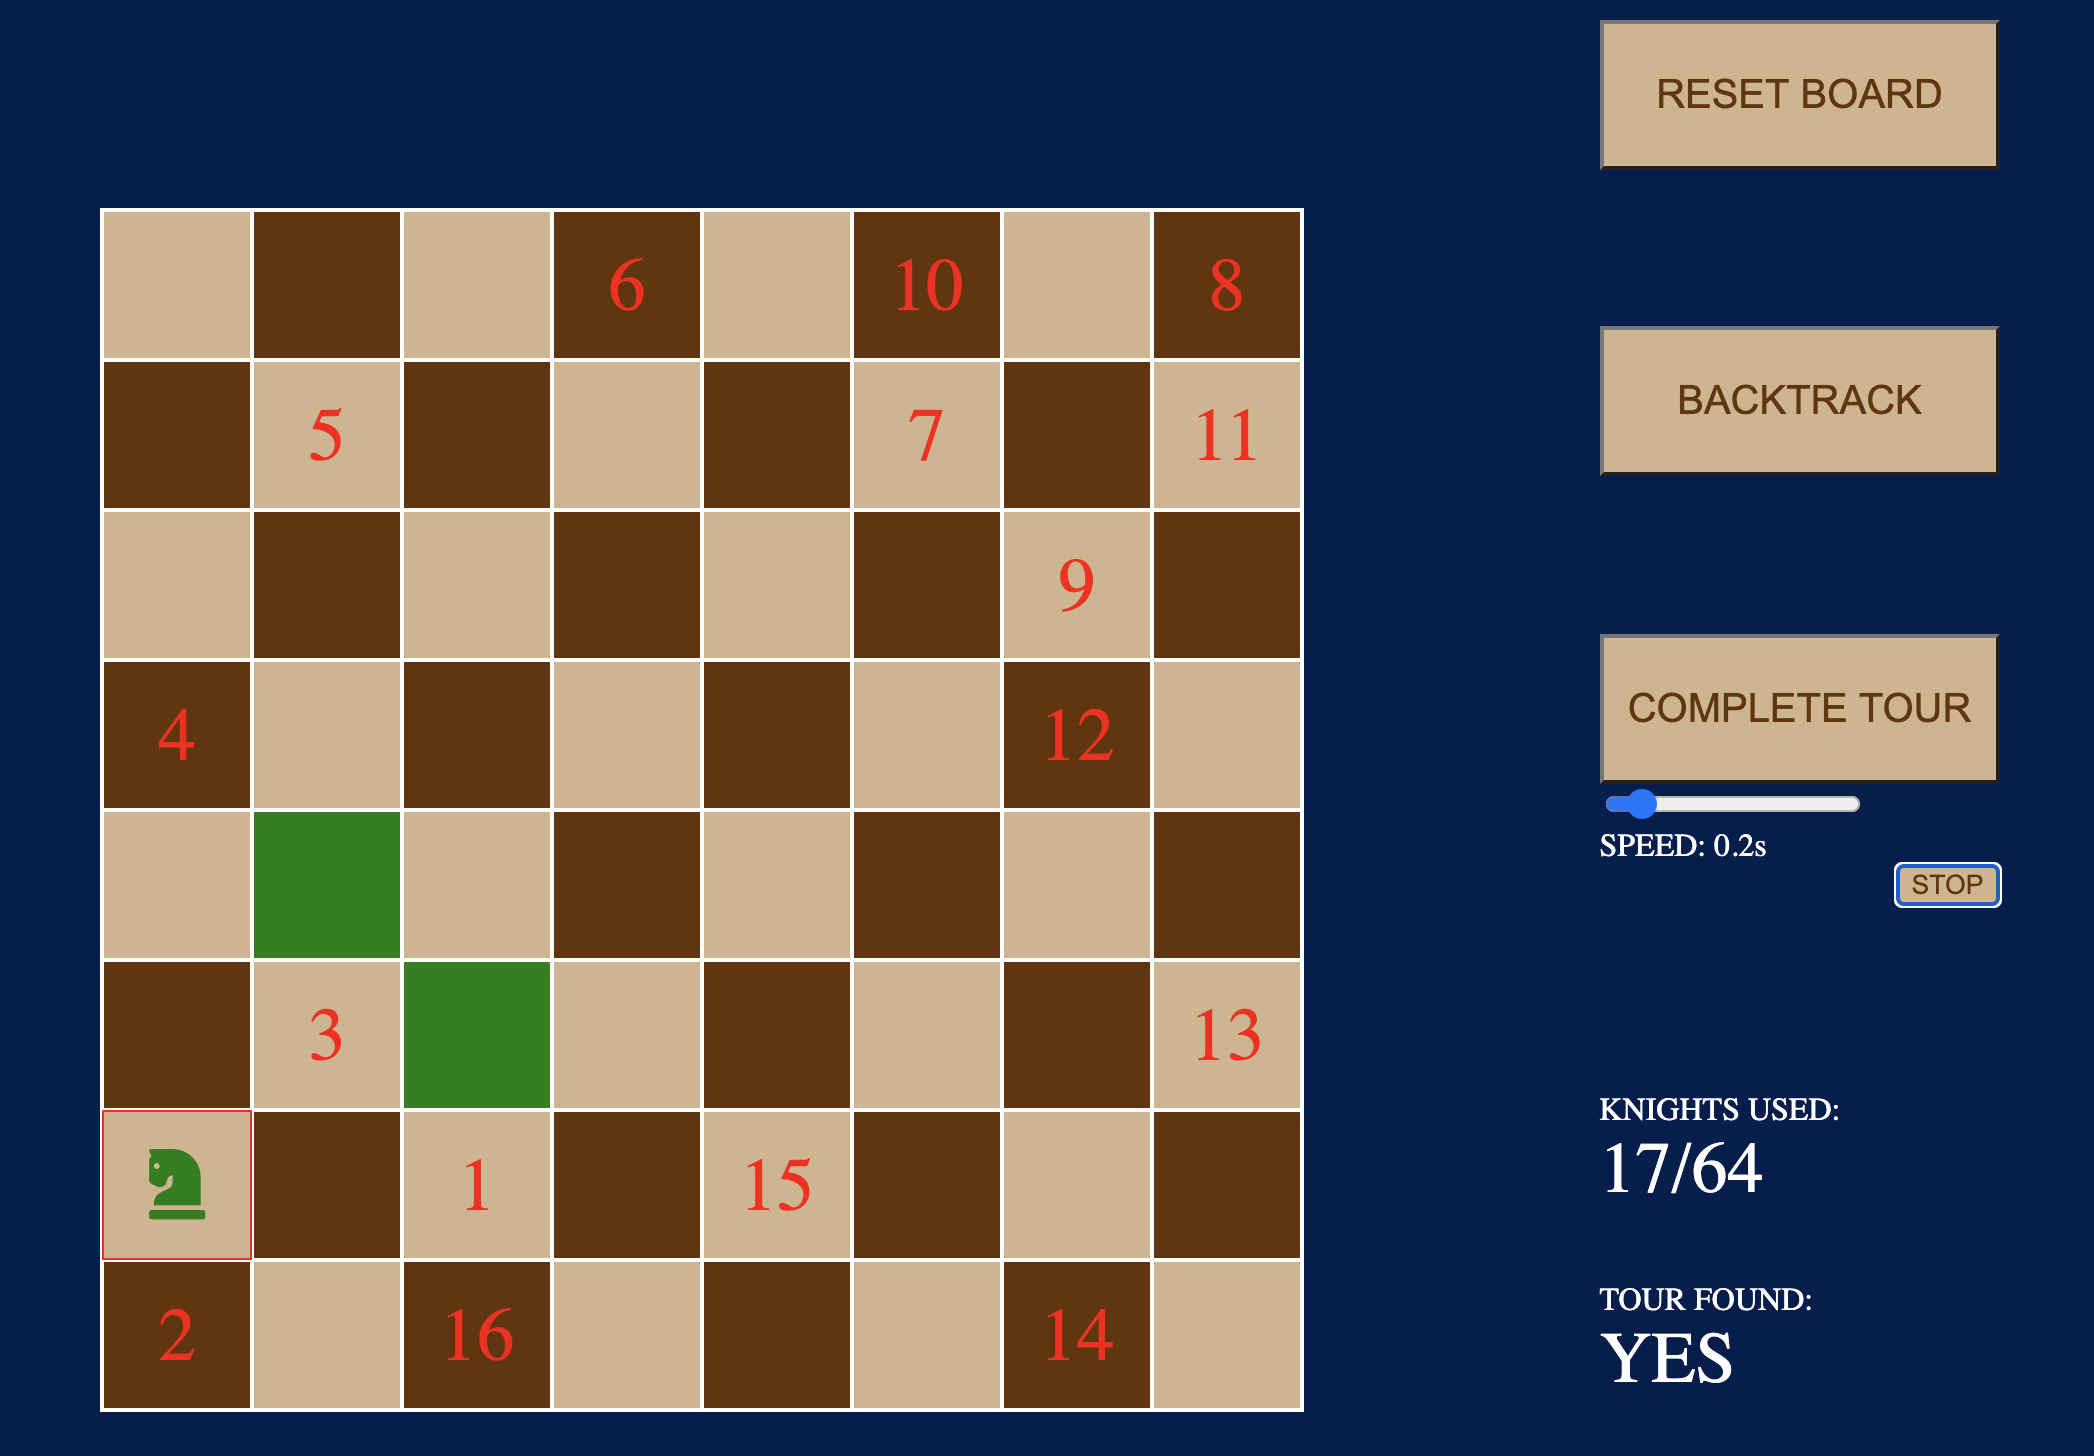 RESET BOARD
6 10 8
5 7 11
BACKTRACK
9
4 12
COMPLETE TOUR
SPEED: 0.2s
STOP
3 13
KNIGHTS USED:
17/64
1 15
2 16 14
TOUR FOUND:
YES